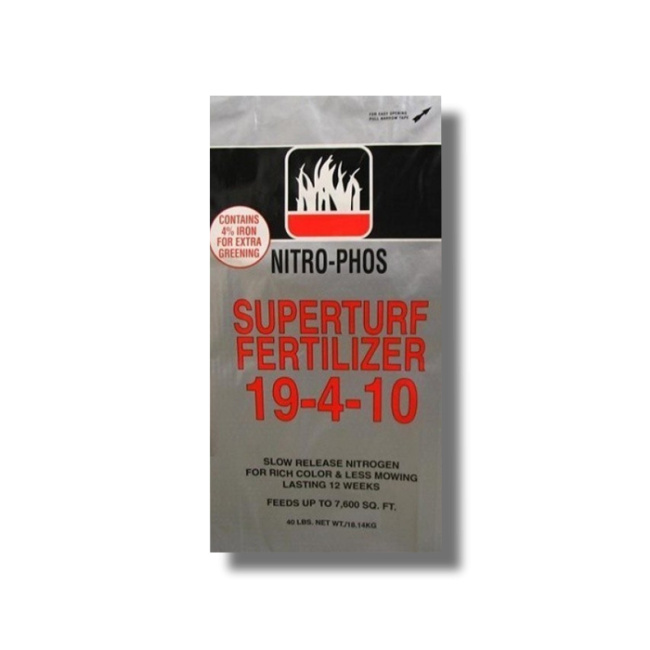 FOR EASY OPENING
PULL NARROW TAPE
CONTAINS
4% IRON
FOR EXTRA
GREENING
NITRO-PHOS
SUPERTURF
FERTILIZER
19-4-10
SLOW RELEASE NITROGEN
FOR RICH COLOR & LESS MOWING
LASTING 12 WEEKS
FEEDS UP TO 7,600 SQ. FT.
40 LBS. NET WT./18.14KG